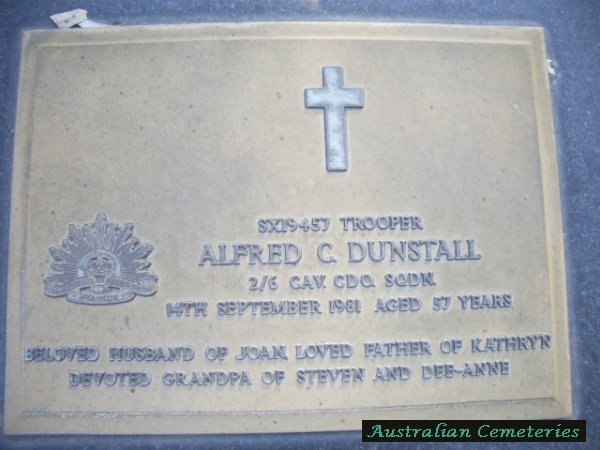 SX19457 TROOPER
ALFRED C. DUNSTALL
2/6 CAV. CDO. SQDN.
14TH SEPTEMBER 1981 AGED 57 YEARS
BELOVED HUSBAND OF JOAN, LOVED FATHER OF KATHRYN
DEVOTED GRANDPA OF STEVEN AND DEE-ANNE
Australian Cemeteries